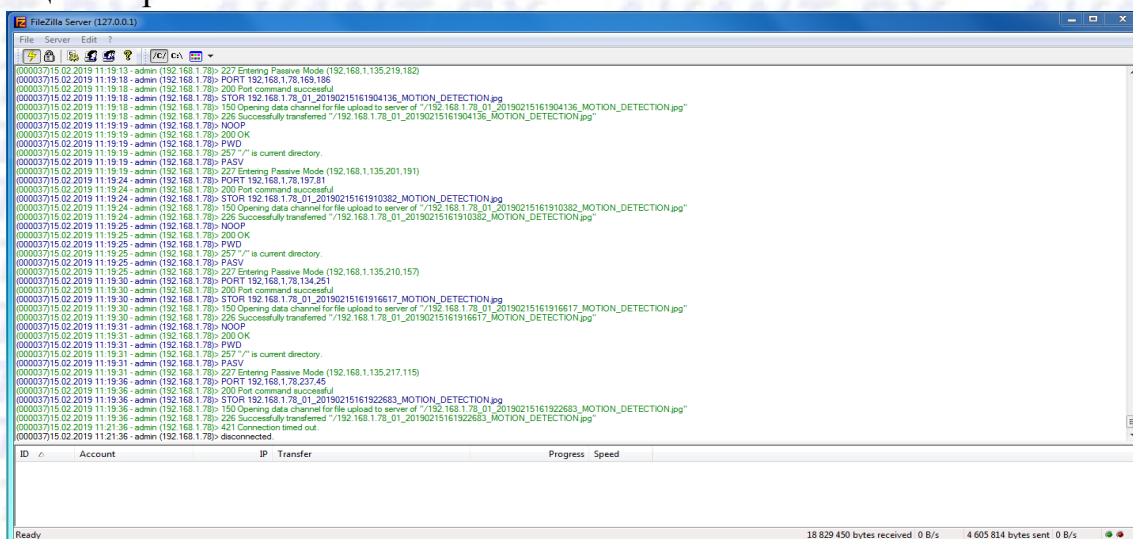 FileZilla Server (127.0.0.1)
File Server Edit ?
/C/ C:\
(000037)15.02.2019 11:19:13 - admin (192.168.1.78)> 227 Entering Passive Mode (192,168,1,135,219,182)
(000037)15.02.2019 11:19:18 - admin (192.168.1.78)> PORT 192,168,1,78,169,186
(000037)15.02.2019 11:19:18 - admin (192.168.1.78)> 200 Port command successful
(000037)15.02.2019 11:19:18 - admin (192.168.1.78)> STOR 192.168.1.78_01_20190215161904136_MOTION_DETECTION.jpg
(000037)15.02.2019 11:19:18 - admin (192.168.1.78)> 150 Opening data channel for file upload to server of "/192.168.1.78_01_20190215161904136_MOTION_DETECTION.jpg"
(000037)15.02.2019 11:19:18 - admin (192.168.1.78)> 226 Successfully transferred "/192.168.1.78_01_20190215161904136_MOTION_DETECTION.jpg"
(000037)15.02.2019 11:19:19 - admin (192.168.1.78)> NOOP
(000037)15.02.2019 11:19:19 - admin (192.168.1.78)> 200 OK
(000037)15.02.2019 11:19:19 - admin (192.168.1.78)> PWD
(000037)15.02.2019 11:19:19 - admin (192.168.1.78)> 257 "/" is current directory.
(000037)15.02.2019 11:19:19 - admin (192.168.1.78)> PASV
(000037)15.02.2019 11:19:19 - admin (192.168.1.78)> 227 Entering Passive Mode (192,168,1,135,201,191)
(000037)15.02.2019 11:19:24 - admin (192.168.1.78)> PORT 192,168,1,78,197,81
(000037)15.02.2019 11:19:24 - admin (192.168.1.78)> 200 Port command successful
(000037)15.02.2019 11:19:24 - admin (192.168.1.78)> STOR 192.168.1.78_01_20190215161910382_MOTION_DETECTION.jpg
(000037)15.02.2019 11:19:24 - admin (192.168.1.78)> 150 Opening data channel for file upload to server of "/192.168.1.78_01_20190215161910382_MOTION_DETECTION.jpg"
(000037)15.02.2019 11:19:24 - admin (192.168.1.78)> 226 Successfully transferred "/192.168.1.78_01_20190215161910382_MOTION_DETECTION.jpg"
(000037)15.02.2019 11:19:25 - admin (192.168.1.78)> NOOP
(000037)15.02.2019 11:19:25 - admin (192.168.1.78)> 200 OK
(000037)15.02.2019 11:19:25 - admin (192.168.1.78)> PWD
(000037)15.02.2019 11:19:25 - admin (192.168.1.78)> 257 "/" is current directory.
(000037)15.02.2019 11:19:25 - admin (192.168.1.78)> PASV
(000037)15.02.2019 11:19:25 - admin (192.168.1.78)> 227 Entering Passive Mode (192,168,1,135,210,157)
(000037)15.02.2019 11:19:30 - admin (192.168.1.78)> PORT 192,168,1,78,134,251
(000037)15.02.2019 11:19:30 - admin (192.168.1.78)> 200 Port command successful
(000037)15.02.2019 11:19:30 - admin (192.168.1.78)> STOR 192.168.1.78_01_20190215161916617_MOTION_DETECTION.jpg
(000037)15.02.2019 11:19:30 - admin (192.168.1.78)> 150 Opening data channel for file upload to server of "/192.168.1.78_01_20190215161916617_MOTION_DETECTION.jpg"
(000037)15.02.2019 11:19:30 - admin (192.168.1.78)> 226 Successfully transferred "/192.168.1.78_01_20190215161916617_MOTION_DETECTION.jpg"
(000037)15.02.2019 11:19:31 - admin (192.168.1.78)> NOOP
(000037)15.02.2019 11:19:31 - admin (192.168.1.78)> 200 OK
(000037)15.02.2019 11:19:31 - admin (192.168.1.78)> PWD
(000037)15.02.2019 11:19:31 - admin (192.168.1.78)> 257 "/" is current directory.
(000037)15.02.2019 11:19:31 - admin (192.168.1.78)> PASV
(000037)15.02.2019 11:19:31 - admin (192.168.1.78)> 227 Entering Passive Mode (192,168,1,135,217,115)
(000037)15.02.2019 11:19:36 - admin (192.168.1.78)> PORT 192,168,1,78,237,45
(000037)15.02.2019 11:19:36 - admin (192.168.1.78)> 200 Port command successful
(000037)15.02.2019 11:19:36 - admin (192.168.1.78)> STOR 192.168.1.78_01_20190215161922683_MOTION_DETECTION.jpg
(000037)15.02.2019 11:19:36 - admin (192.168.1.78)> 150 Opening data channel for file upload to server of "/192.168.1.78_01_20190215161922683_MOTION_DETECTION.jpg"
(000037)15.02.2019 11:19:36 - admin (192.168.1.78)> 226 Successfully transferred "/192.168.1.78_01_20190215161922683_MOTION_DETECTION.jpg"
(000037)15.02.2019 11:21:36 - admin (192.168.1.78)> 421 Connection timed out.
(000037)15.02.2019 11:21:36 - admin (192.168.1.78)> disconnected.
ID Account IP Transfer Progress Speed
Ready 18 829 450 bytes received 0 B/s 4 605 814 bytes sent 0 B/s